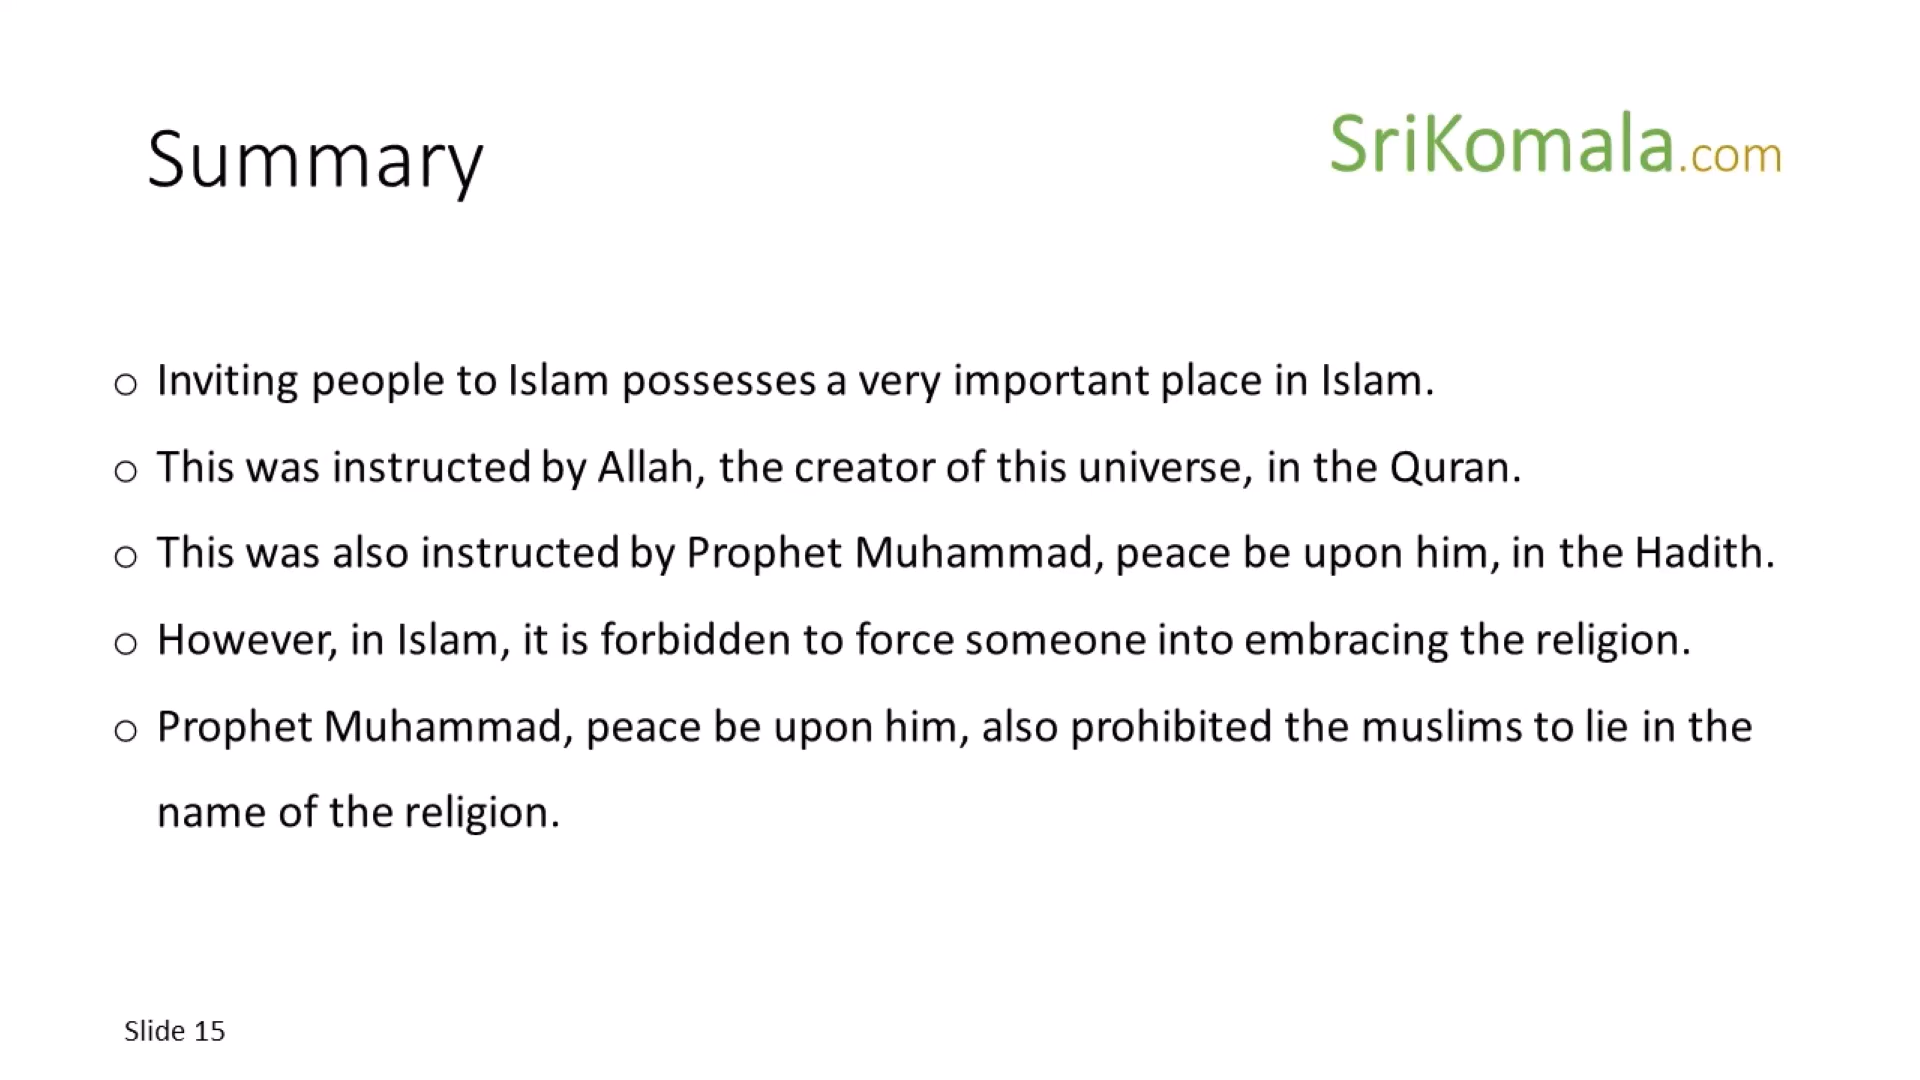 Summary
SriKomala.com
o Inviting people to Islam possesses a very important place in Islam.
o This was instructed by Allah, the creator of this universe, in the Quran.
o This was also instructed by Prophet Muhammad, peace be upon him, in the Hadith.
o However, in Islam, it is forbidden to force someone into embracing the religion.
o Prophet Muhammad, peace be upon him, also prohibited the muslims to lie in the
name of the religion.
Slide 15